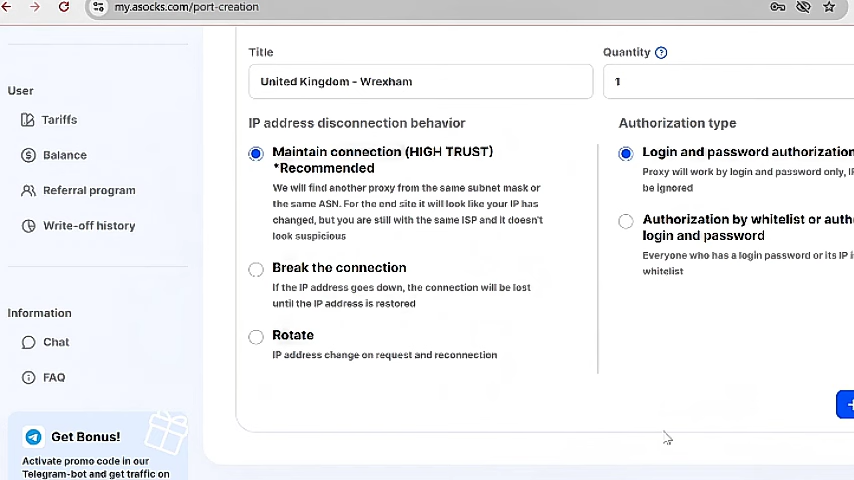 my.asocks.com/port-creation
User
Tariffs
Balance
Referral program
Write-off history
Information
Chat
FAQ
Get Bonus!
Activate promo code in our
Telegram-bot and get traffic on
Title
United Kingdom - Wrexham
Quantity ?
1
IP address disconnection behavior
Maintain connection (HIGH TRUST)
*Recommended
We will find another proxy from the same subnet mask or
the same ASN. For the end site it will look like your IP has
changed, but you are still with the same ISP and it doesn't
look suspicious
Break the connection
If the IP address goes down, the connection will be lost
until the IP address is restored
Rotate
IP address change on request and reconnection
Authorization type
Login and password authorization
Proxy will work by login and password only, IP
be ignored
Authorization by whitelist or auth
login and password
Everyone who has a login password or its IP is
whitelist